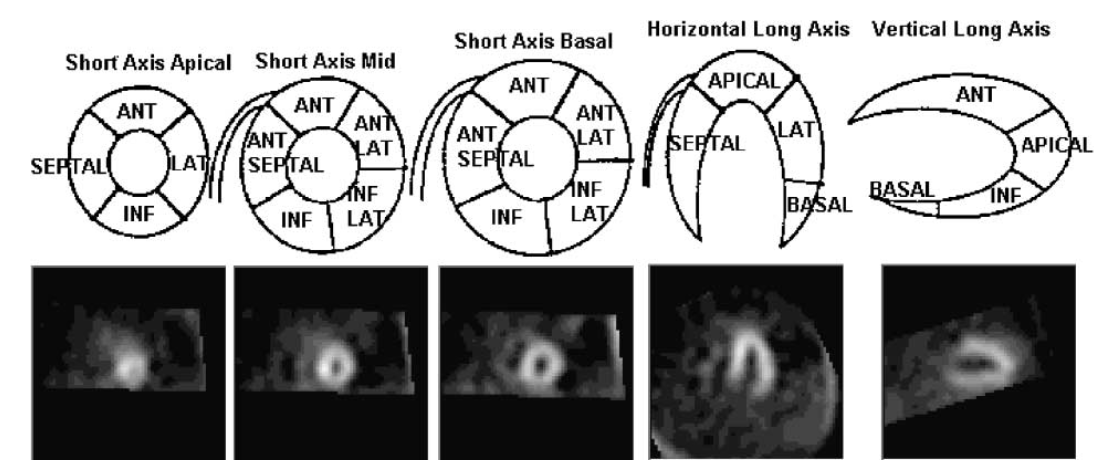 Short Axis Apical
Short Axis Mid
Short Axis Basal
Horizontal Long Axis
Vertical Long Axis
ANT
SEPTAL
LAT
INF
ANT
ANT
LAT
ANT
SEPTAL
INF
INF
LAT
ANT
ANT
LAT
ANT
SEPTAL
INF
INF
LAT
APICAL
SEPTAL
LAT
BASAL
ANT
APICAL
BASAL
INF